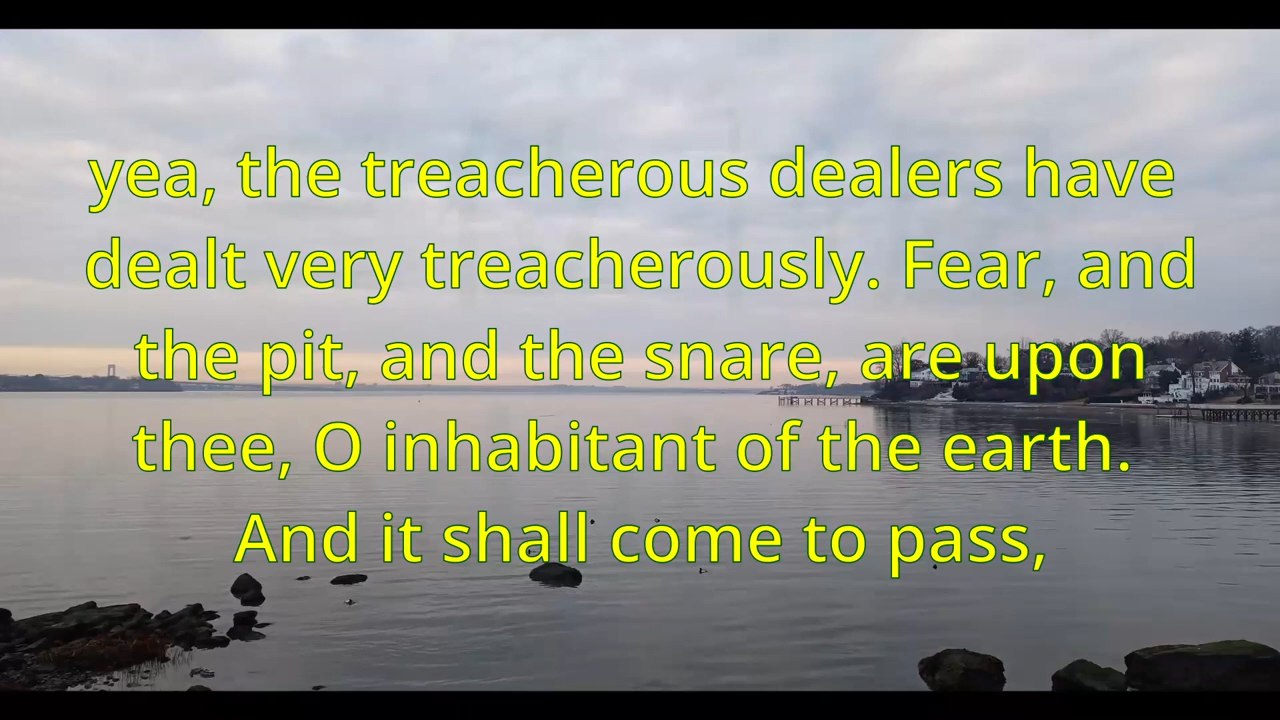 yea, the treacherous dealers have
dealt very treacherously. Fear, and
the pit, and the snare, are upon
thee, O inhabitant of the earth.
And it shall come to pass,